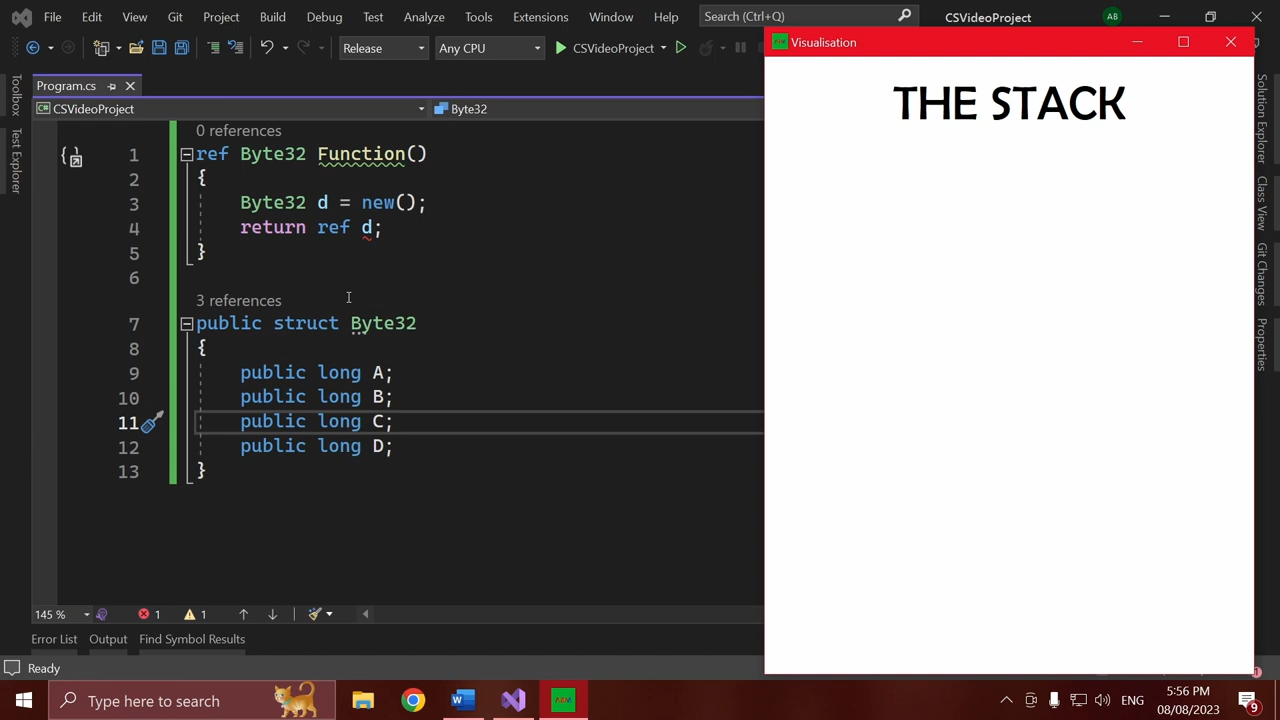 File Edit View Git Project Build Debug Test Analyze Tools Extensions Window Help Search (Ctrl+Q) CSVideoProject AB
Release Any CPU CSVideoProject
Visualisation
THE STACK
Toolbox
Test Explorer
Program.cs
CSVideoProject Byte32
0 references
1 ref Byte32 Function()
2 {
3 Byte32 d = new();
4 return ref d;
5 }
6
3 references
7 public struct Byte32
8 {
9 public long A;
10 public long B;
11 public long C;
12 public long D;
13 }
145 % 1 1
Error List Output Find Symbol Results
Ready
Solution Explorer
Class View
Git Changes
Properties
1
Type here to search
ENG
5:56 PM
08/08/2023
9